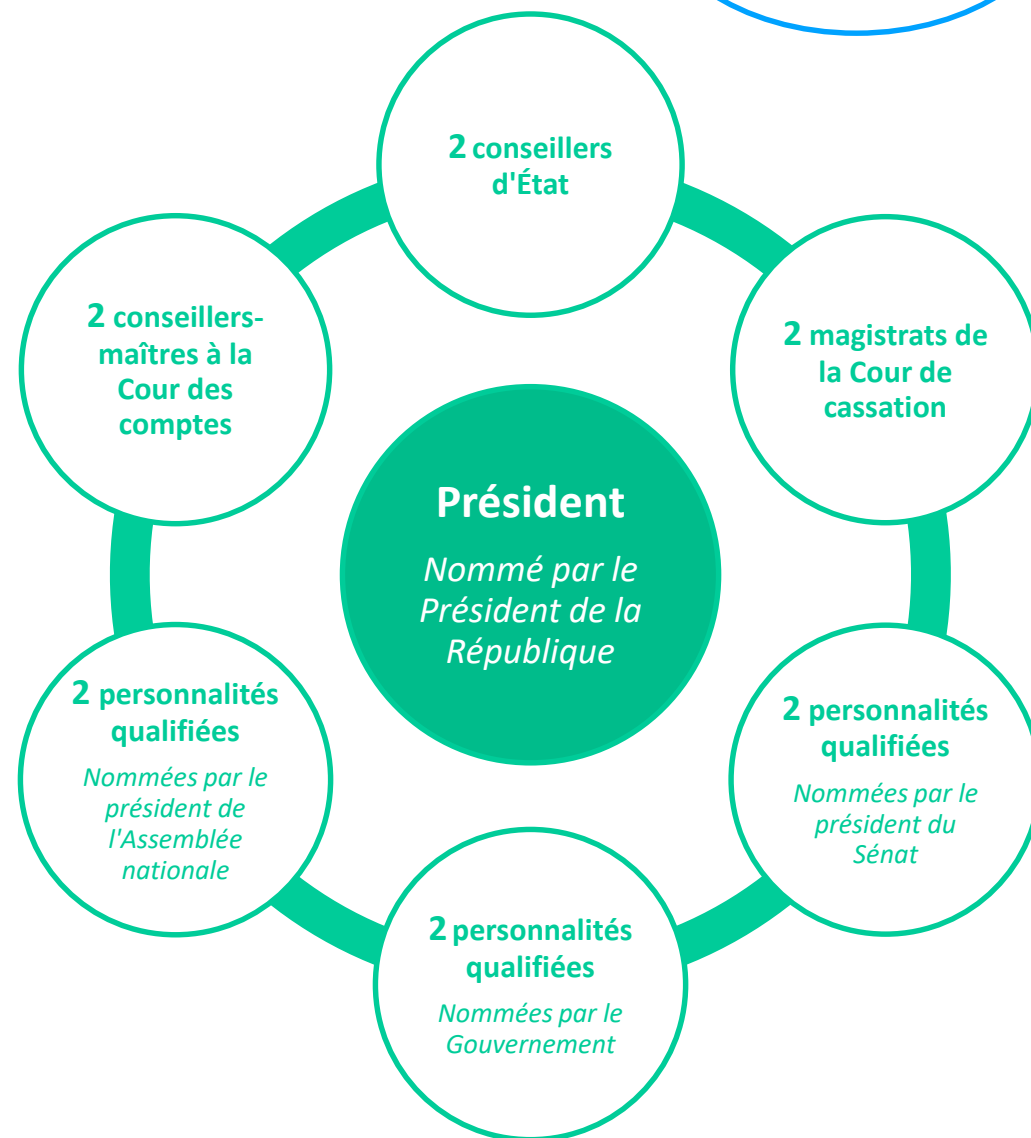 2 conseillers
d'État
2 conseillers-
maîtres à la
Cour des
comptes
2 magistrats de
la Cour de
cassation
Président
Nommé par le
Président de la
République
2 personnalités
qualifiées
Nommées par le
président de
l'Assemblée
nationale
2 personnalités
qualifiées
Nommées par le
président du
Sénat
2 personnalités
qualifiées
Nommées par le
Gouvernement